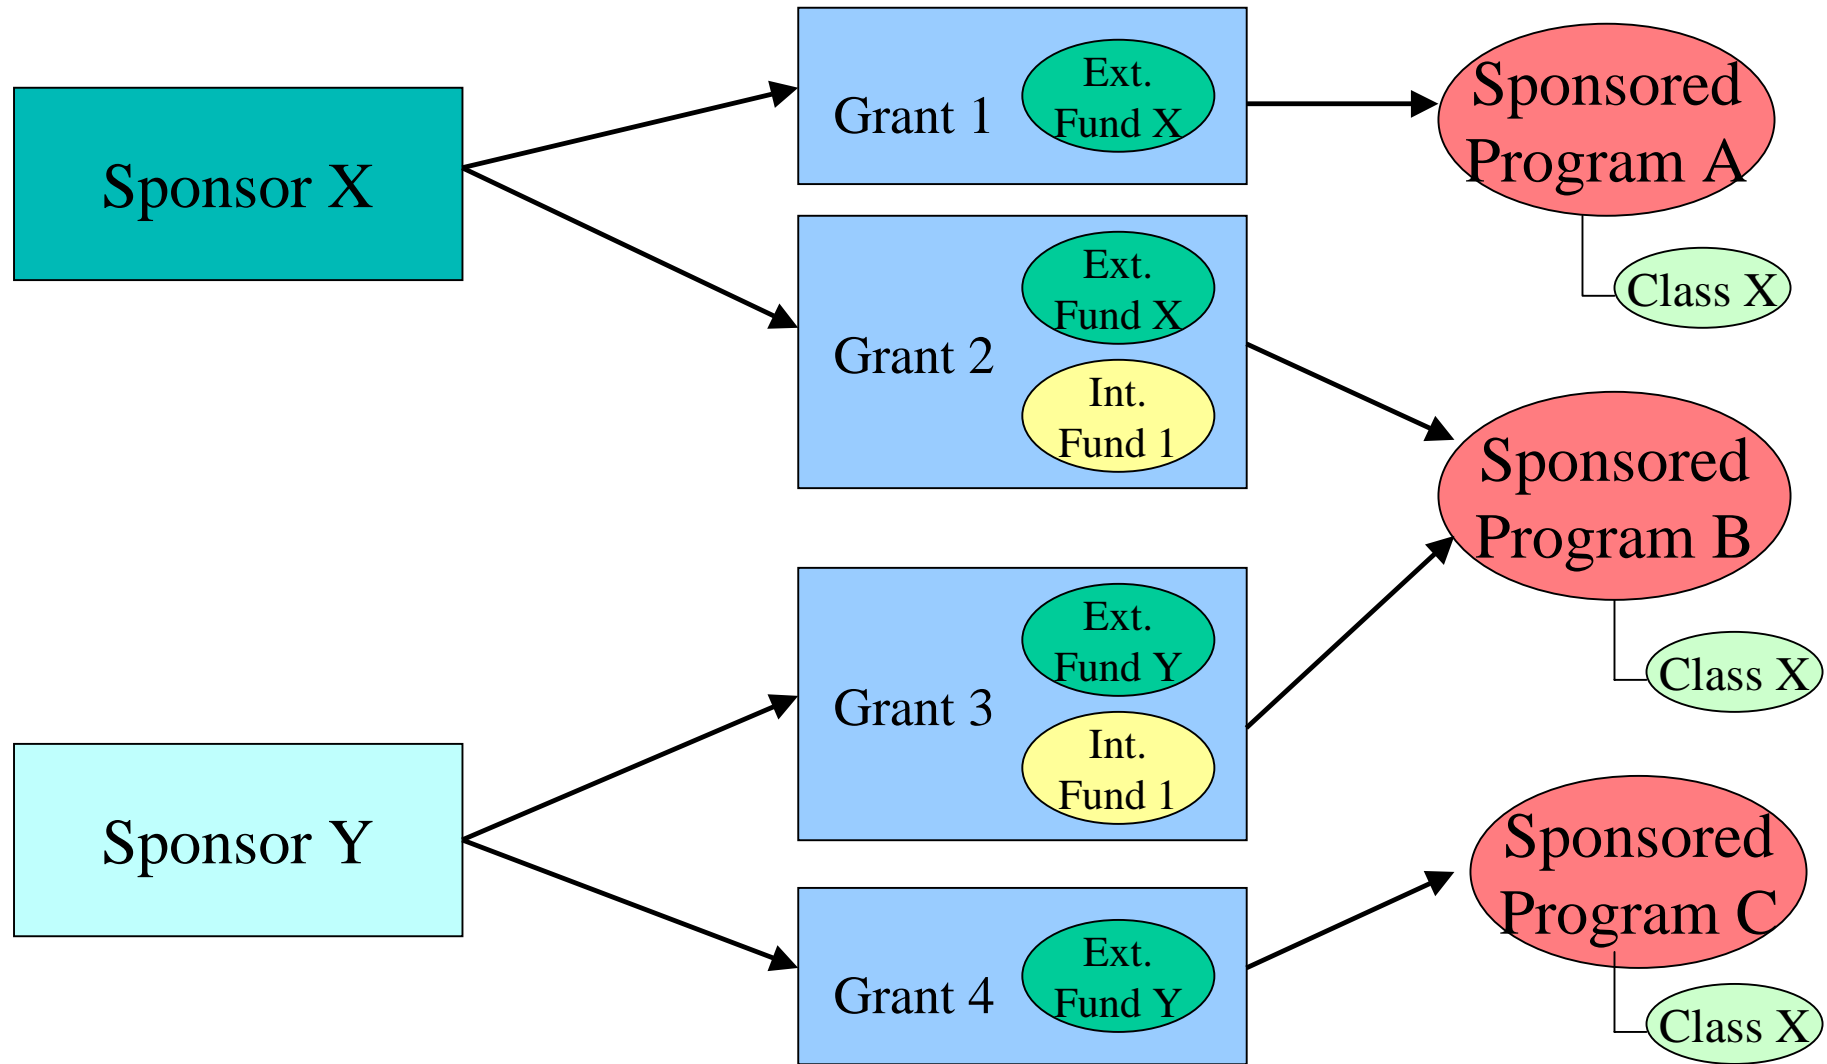 Sponsor X
Grant 1
Ext.
Fund X
Sponsored
Program A
Class X
Grant 2
Ext.
Fund X
Int.
Fund 1
Sponsored
Program B
Class X
Sponsor Y
Grant 3
Ext.
Fund Y
Int.
Fund 1
Grant 4
Ext.
Fund Y
Sponsored
Program C
Class X